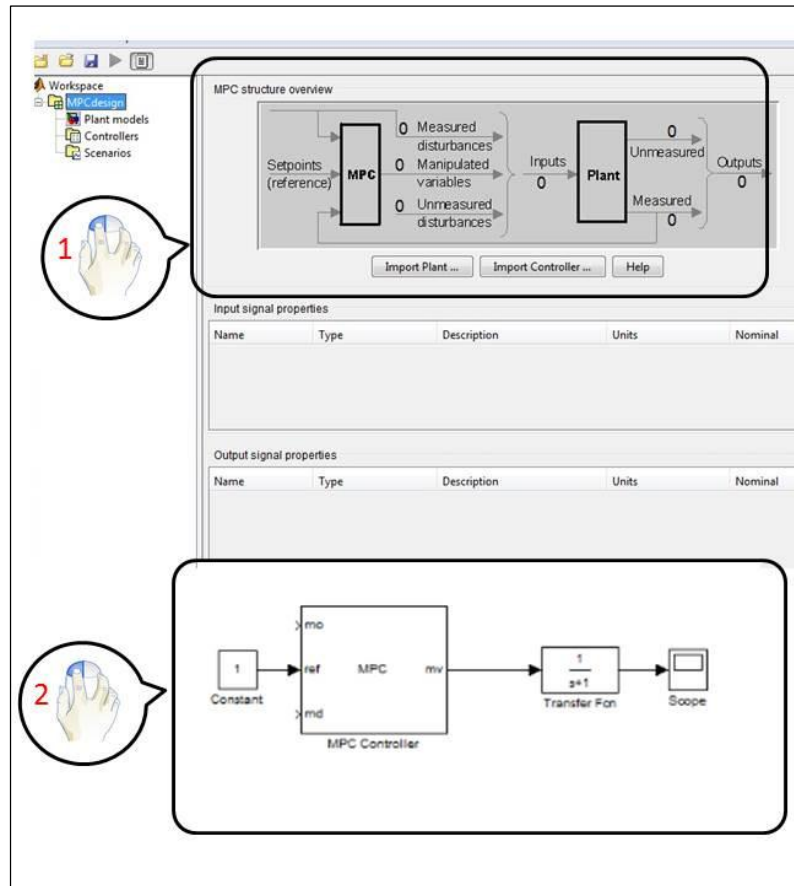 Workspace
MPCdesign
Plant models
Controllers
Scenarios
1
MPC structure overview
Setpoints
(reference)
MPC
0 Measured
disturbances
0 Manipulated
variables
0 Unmeasured
disturbances
Inputs
0
Plant
0
Unmeasured
Measured
0
Outputs
0
Import Plant ...
Import Controller ...
Help
Input signal properties
Name Type Description Units Nominal
Output signal properties
Name Type Description Units Nominal
2
1
Constant
mo
ref MPC mv
md
MPC Controller
1
s+1
Transfer Fcn
Scope